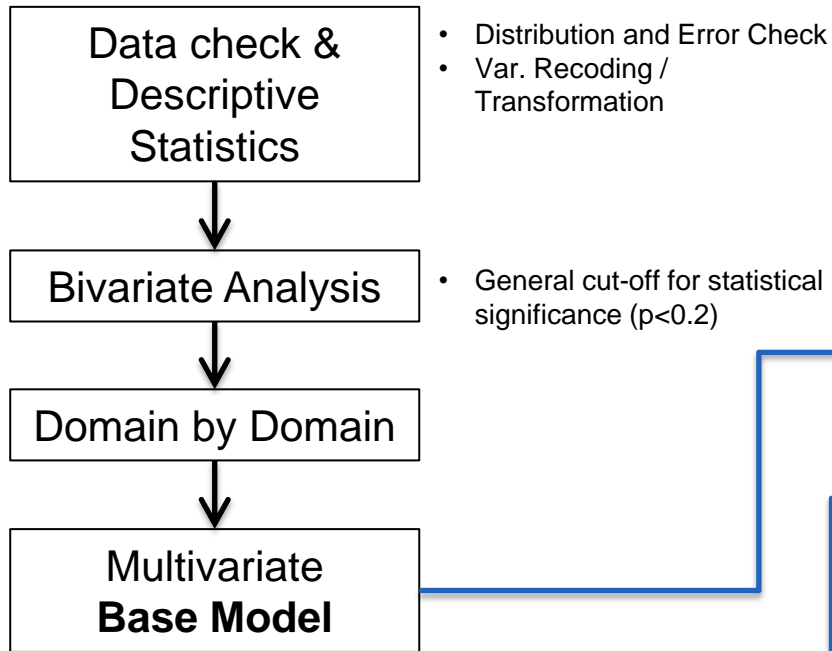 Data check &
Descriptive
Statistics
• Distribution and Error Check
• Var. Recoding /
Transformation
Bivariate Analysis
• General cut-off for statistical
significance (p<0.2)
Domain by Domain
Multivariate
Base Model